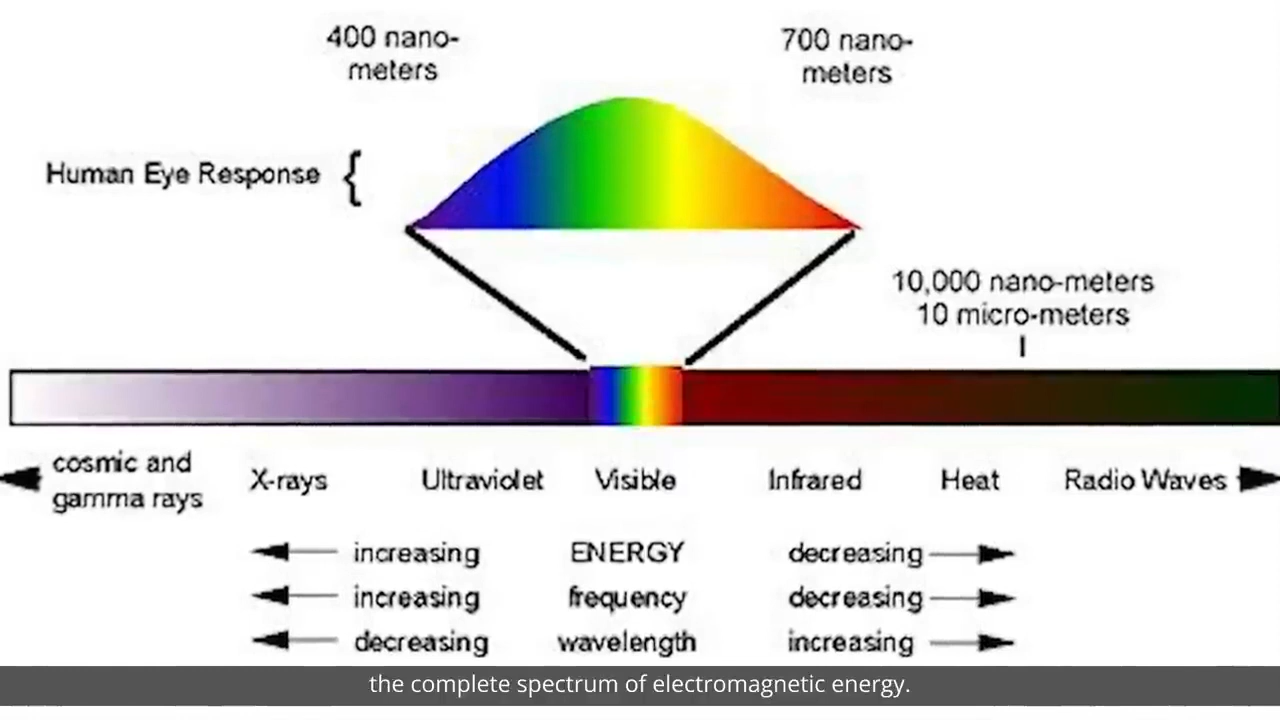 400 nano-
meters
700 nano-
meters
Human Eye Response {
10,000 nano-meters
10 micro-meters
cosmic and
gamma rays
X-rays
Ultraviolet
Visible
Infrared
Heat
Radio Waves
increasing ENERGY decreasing
increasing frequency decreasing
decreasing wavelength increasing
the complete spectrum of electromagnetic energy.